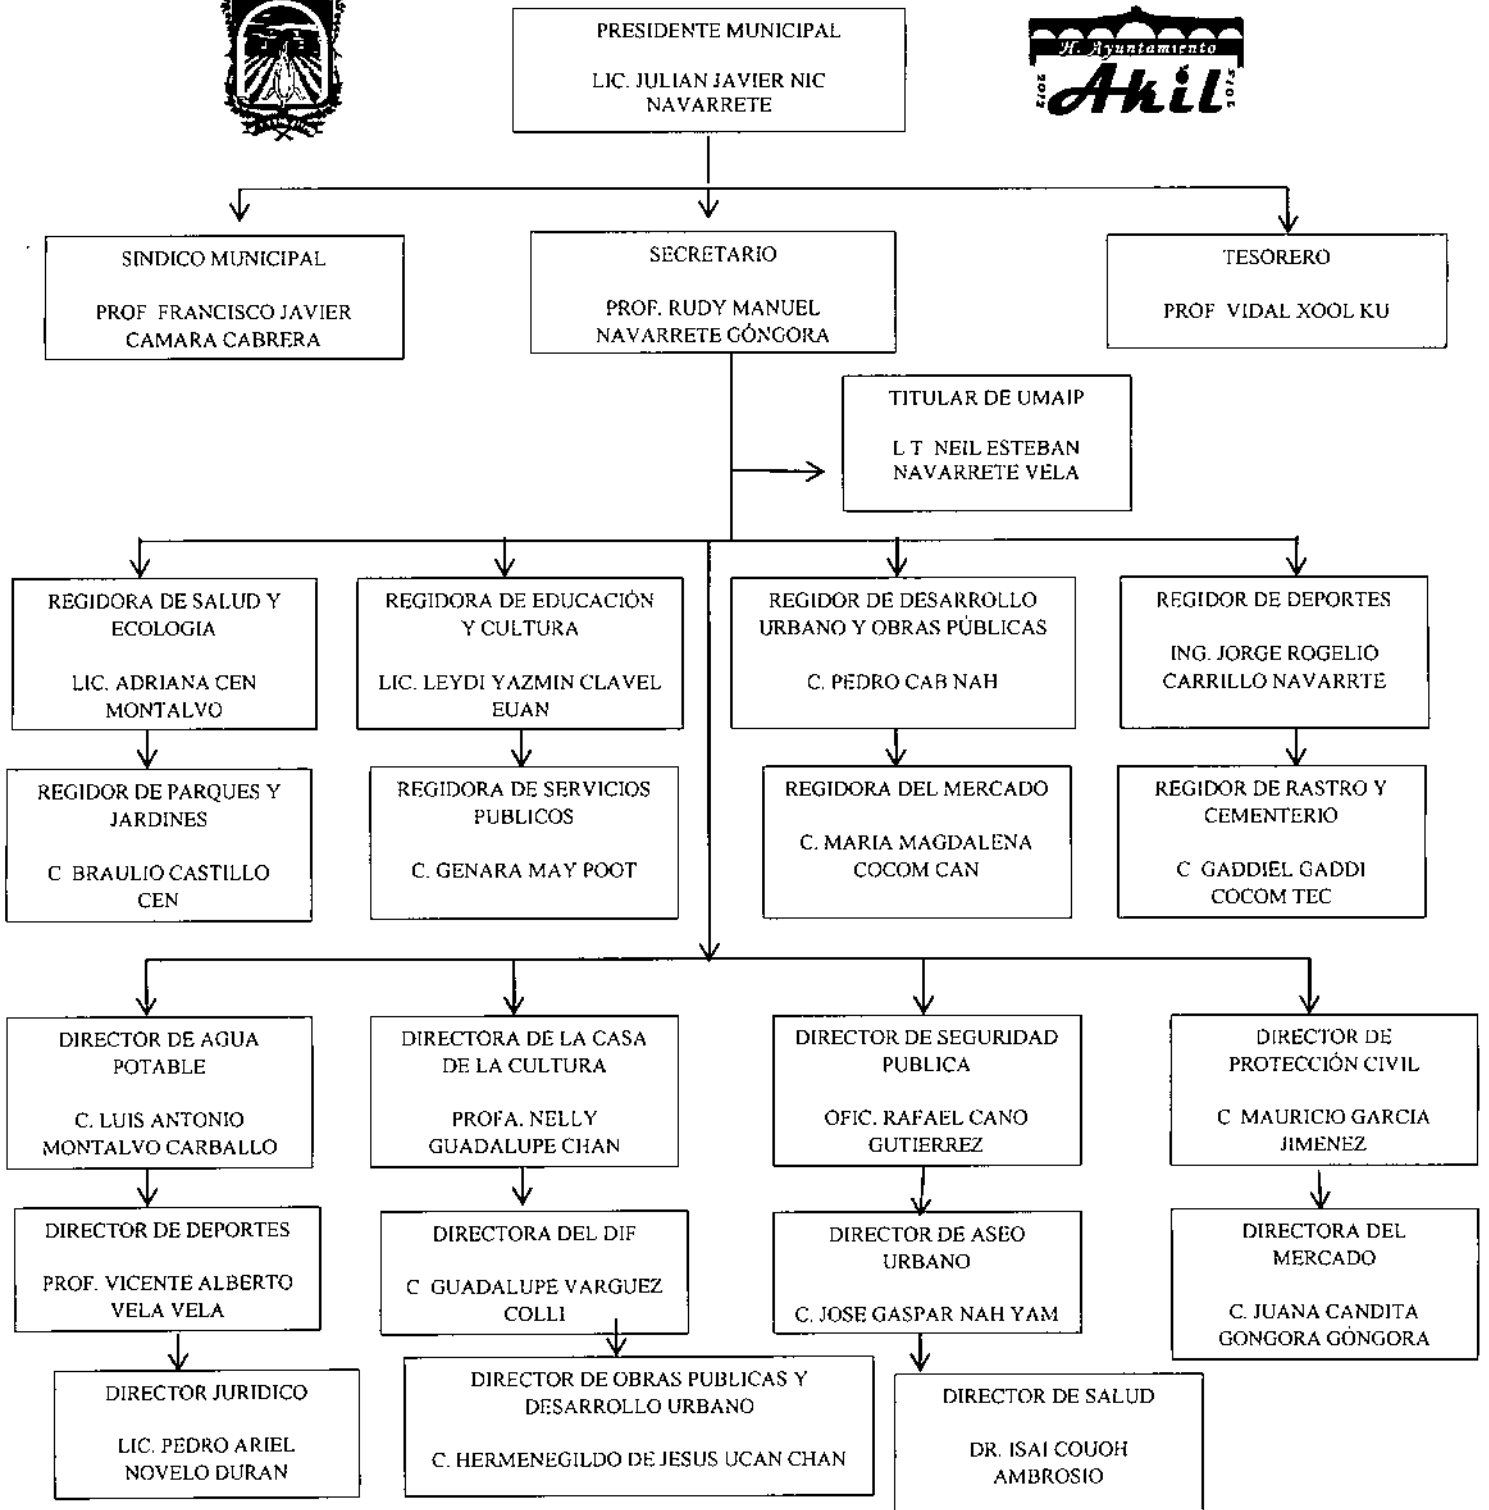 PRESIDENTE MUNICIPAL
LIC. JULIAN JAVIER NIC
NAVARRETE
H. Ayuntamiento
2012
Akil
2015
SINDICO MUNICIPAL
PROF FRANCISCO JAVIER
CAMARA CABRERA
SECRETARIO
PROF. RUDY MANUEL
NAVARRETE GÓNGORA
TESORERO
PROF VIDAL XOOL KU
TITULAR DE UMAIP
L T NEIL ESTEBAN
NAVARRETE VELA
REGIDORA DE SALUD Y
ECOLOGIA
LIC. ADRIANA CEN
MONTALVO
REGIDORA DE EDUCACIÓN
Y CULTURA
LIC. LEYDI YAZMIN CLAVEL
EUAN
REGIDOR DE DESARROLLO
URBANO Y OBRAS PÚBLICAS
C. PEDRO CAB NAH
REGIDOR DE DEPORTES
ING. JORGE ROGELIO
CARRILLO NAVARRTE
REGIDOR DE PARQUES Y
JARDINES
C BRAULIO CASTILLO
CEN
REGIDORA DE SERVICIOS
PUBLICOS
C. GENARA MAY POOT
REGIDORA DEL MERCADO
C. MARIA MAGDALENA
COCOM CAN
REGIDOR DE RASTRO Y
CEMENTERIO
C GADDIEL GADDI
COCOM TEC
DIRECTOR DE AGUA
POTABLE
C. LUIS ANTONIO
MONTALVO CARBALLO
DIRECTORA DE LA CASA
DE LA CULTURA
PROFA. NELLY
GUADALUPE CHAN
DIRECTOR DE SEGURIDAD
PUBLICA
OFIC. RAFAEL CANO
GUTIERREZ
DIRECTOR DE
PROTECCIÓN CIVIL
C MAURICIO GARCIA
JIMENEZ
DIRECTOR DE DEPORTES
PROF. VICENTE ALBERTO
VELA VELA
DIRECTORA DEL DIF
C GUADALUPE VARGUEZ
COLLI
DIRECTOR DE ASEO
URBANO
C. JOSE GASPAR NAH YAM
DIRECTORA DEL
MERCADO
C. JUANA CANDITA
GONGORA GÓNGORA
DIRECTOR JURIDICO
LIC. PEDRO ARIEL
NOVELO DURAN
DIRECTOR DE OBRAS PUBLICAS Y
DESARROLLO URBANO
C. HERMENEGILDO DE JESUS UCAN CHAN
DIRECTOR DE SALUD
DR. ISAI COUOH
AMBROSIO